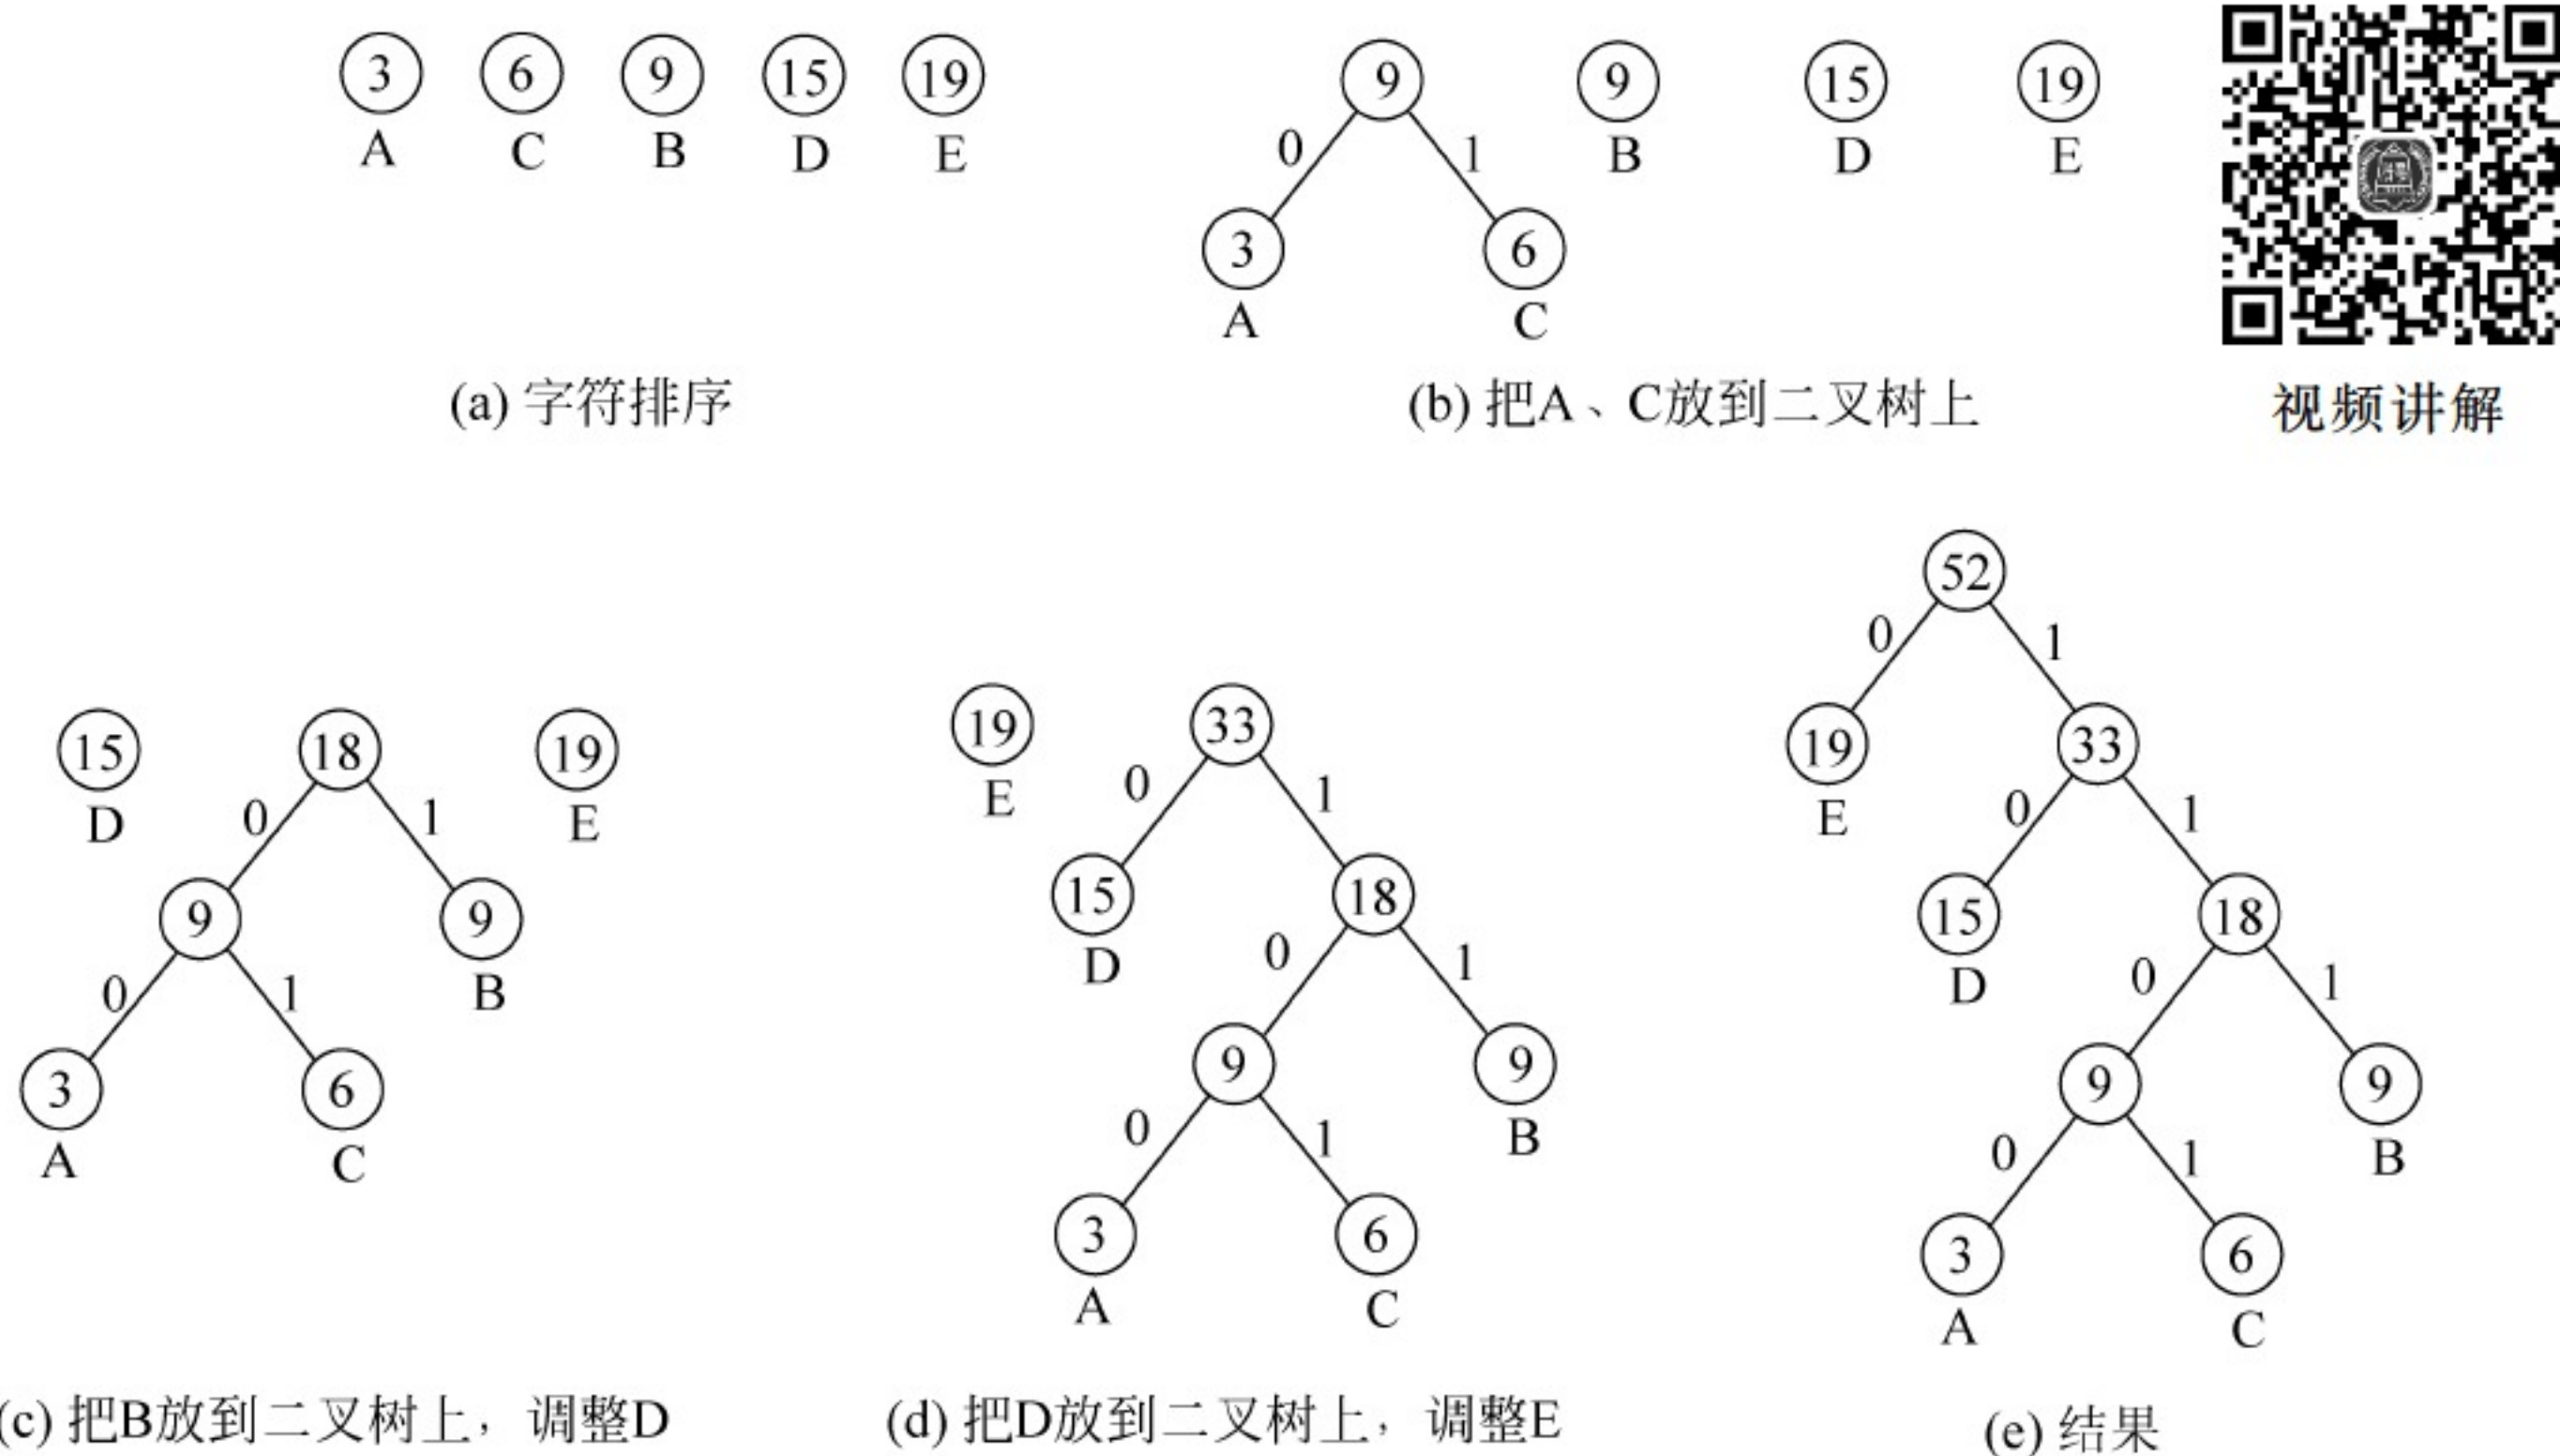 3 6 9 15 19
A C B D E
9 9 15 19
0 1 B D E
3 6
A C
(a) 字符排序
(b) 把A、C放到二叉树上
视频讲解
15 18 19
D 0 1 E
9 9
0 1 B
3 6
A C
(c) 把B放到二叉树上，调整D
19 33
E 0 1
15 18
D 0 1
9 9
0 1 B
3 6
A C
(d) 把D放到二叉树上，调整E
52
0 1
19 33
E 0 1
15 18
D 0 1
9 9
0 1 B
3 6
A C
(e) 结果